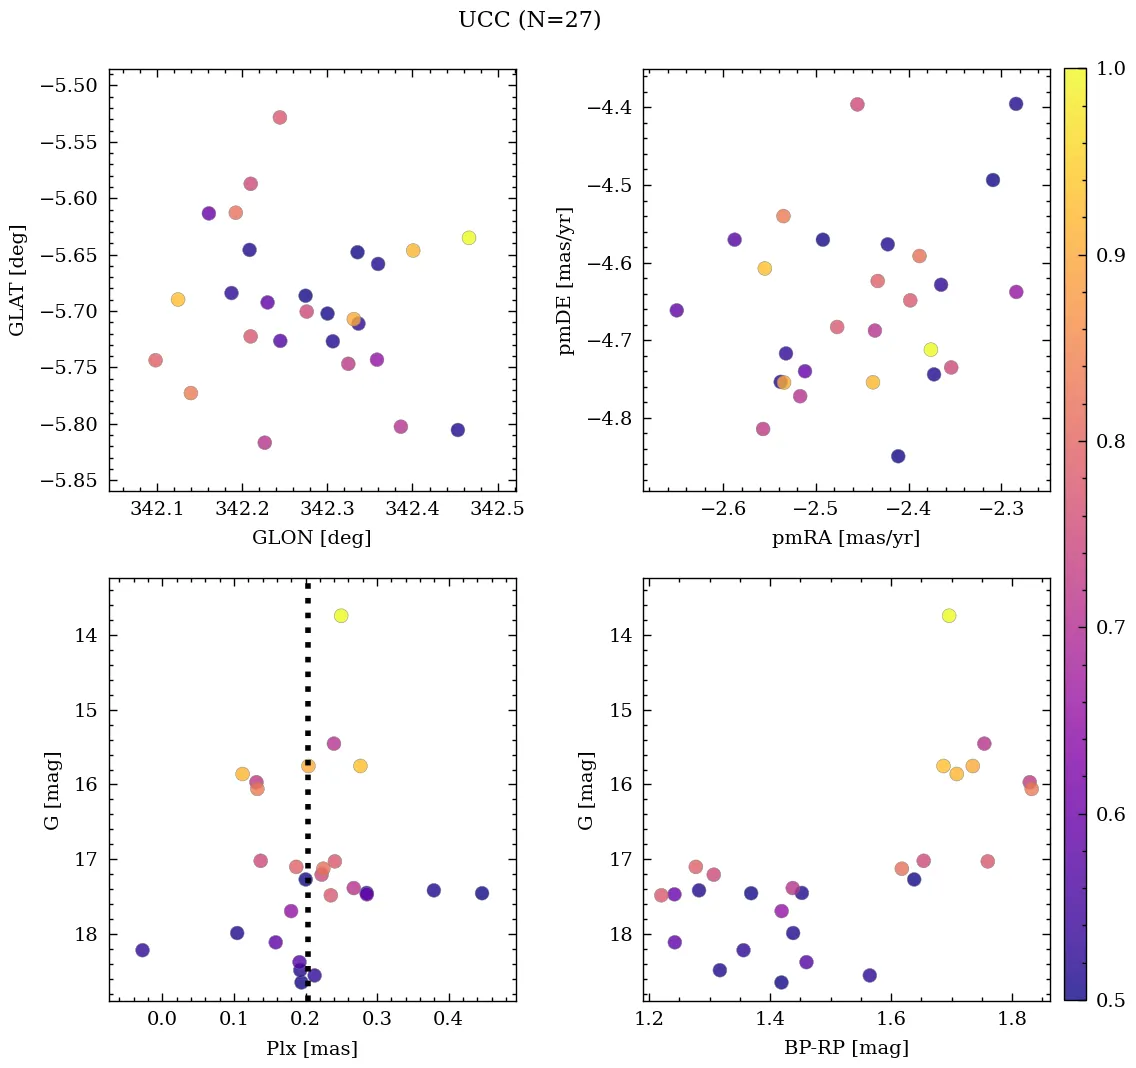 UCC (N=27)
−5.50
−5.55
−5.60
−5.65
−5.70
−5.75
−5.80
−5.85
GLAT [deg]
342.1 342.2 342.3 342.4 342.5
GLON [deg]
−4.4
−4.5
−4.6
−4.7
−4.8
pmDE [mas/yr]
−2.6 −2.5 −2.4 −2.3
pmRA [mas/yr]
1.0
0.9
0.8
0.7
0.6
0.5
14
15
16
17
18
G [mag]
0.0 0.1 0.2 0.3 0.4
Plx [mas]
14
15
16
17
18
G [mag]
1.2 1.4 1.6 1.8
BP-RP [mag]